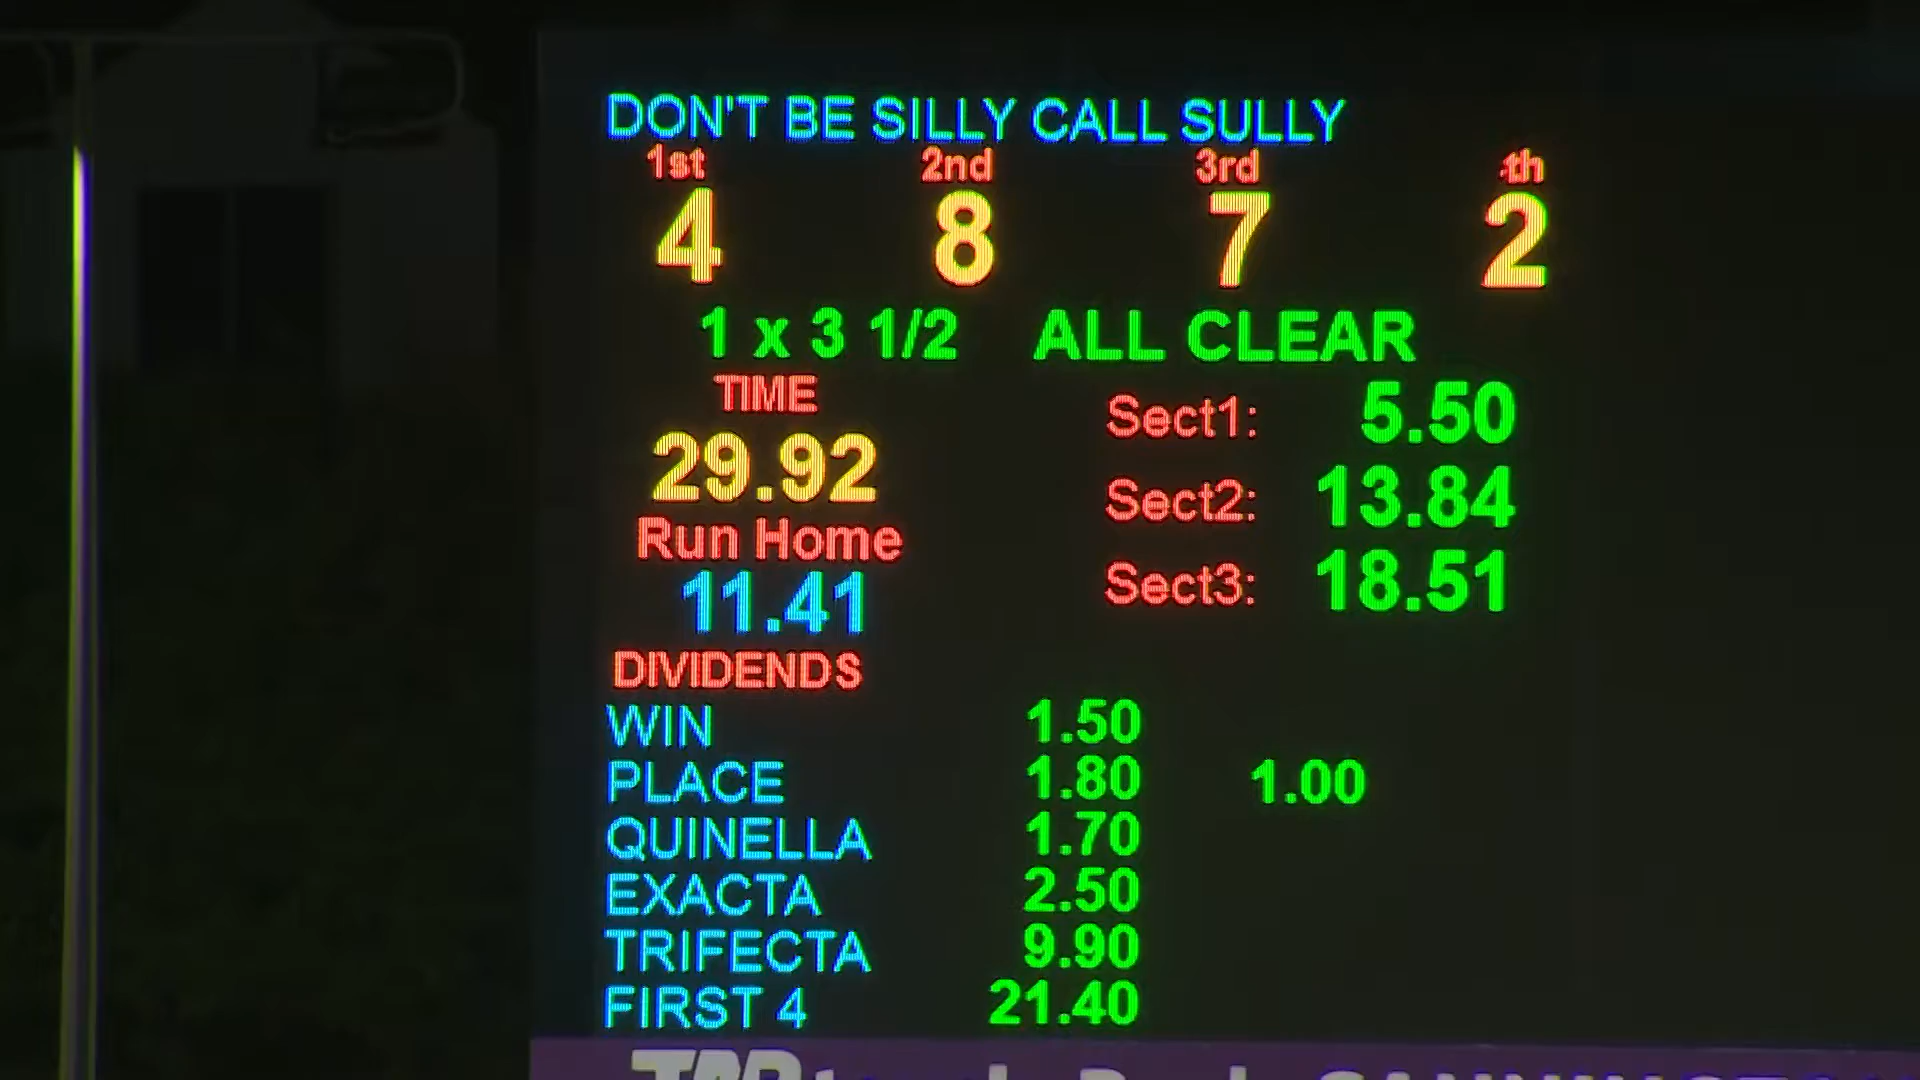 DON'T BE SILLY CALL SULLY
1st 2nd 3rd th
4 8 7 2
1 x 3 1/2 ALL CLEAR
TIME
29.92
Run Home
11.41
Sect1: 5.50
Sect2: 13.84
Sect3: 18.51
DIVIDENDS
WIN 1.50
PLACE 1.80 1.00
QUINELLA 1.70
EXACTA 2.50
TRIFECTA 9.90
FIRST 4 21.40